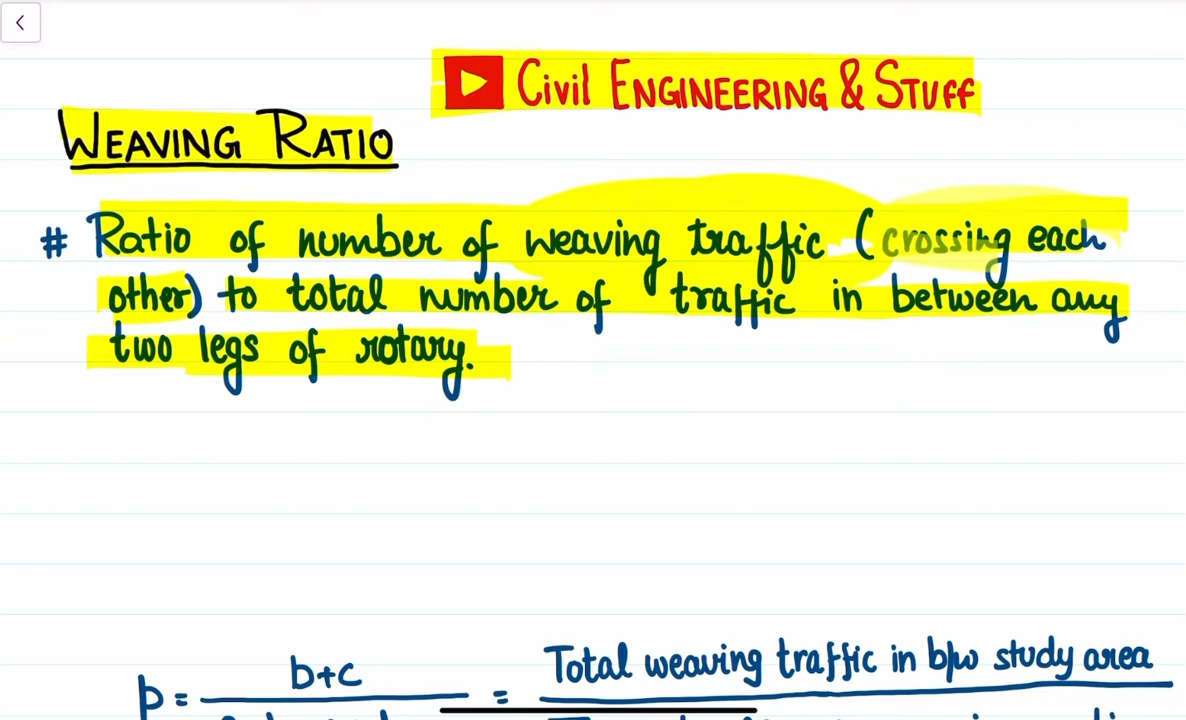 Civil ENGINEERING & STUFF
WEAVING RATIO
# Ratio of number of weaving traffic (crossing each
other) to total number of traffic in between any
two legs of rotary.
Total weaving traffic in b/w study area
b+c
p = =